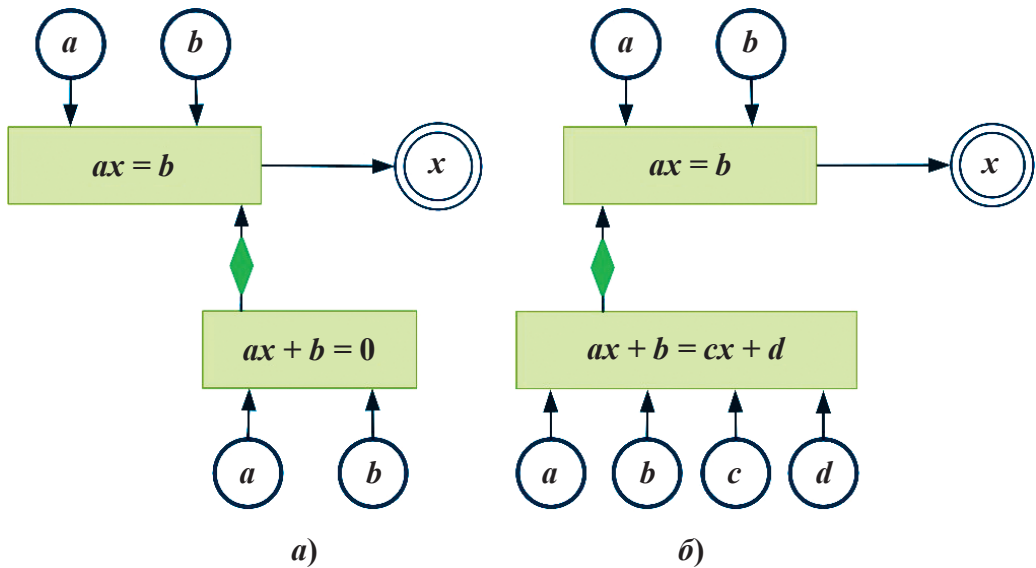 a b a b
ax = b x ax = b x
ax + b = 0 ax + b = cx + d
a b a b c d
а) б)